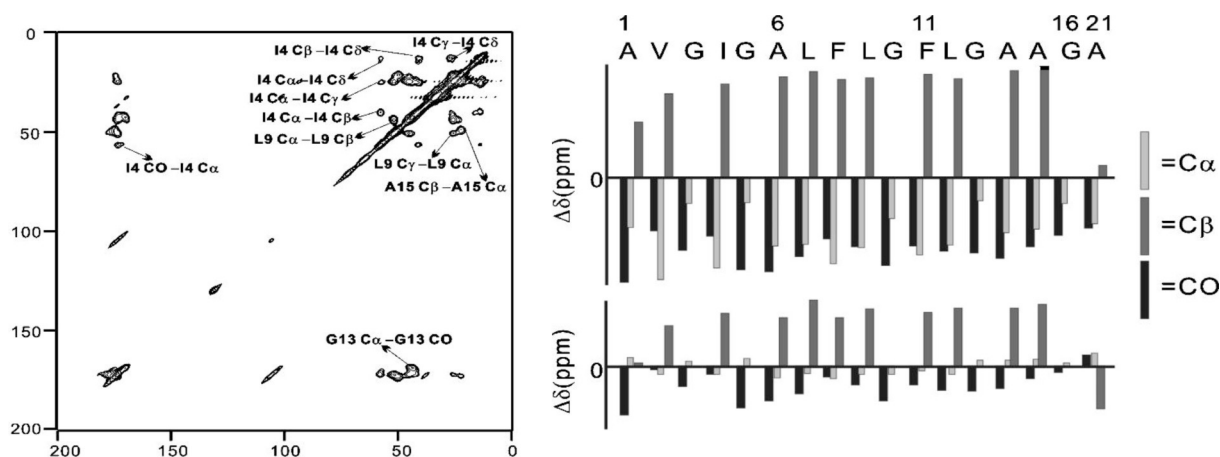 0
50
100
150
200
200
150
100
50
0
I4 Cβ–I4 Cδ
I4 Cγ–I4 Cδ
I4 Cα–I4 Cδ
I4 Cα–I4 Cγ
I4 Cα–I4 Cβ
L9 Cα–L9 Cβ
L9 Cγ–L9 Cα
A15 Cβ–A15 Cα
I4 CO–I4 Cα
G13 Cα–G13 CO
1 6 11 16 21
A V G I G A L F L G F L G A A G A
0
Δδ(ppm)
0
Δδ(ppm)
=Cα
=Cβ
=CO